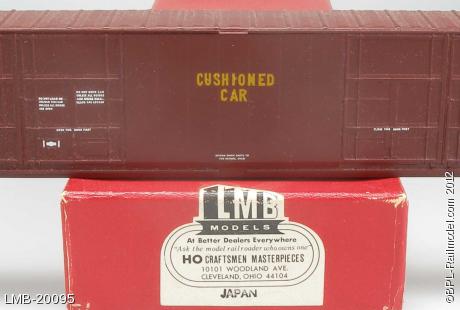 CUSHIONED
CAR
LMB
MODELS
At Better Dealers Everywhere
"Ask the model railroader who owns one"
HO CRAFTSMEN MASTERPIECES
10101 WOODLAND AVE.
CLEVELAND, OHIO 44104
JAPAN
LMB-20095
©BPL-Railmodel.com 2012